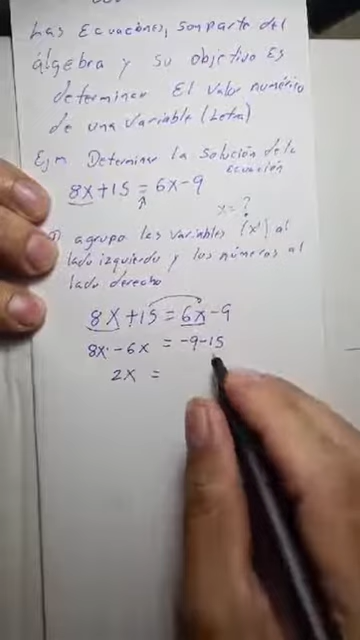 Las Ecuaciones, son parte del
álgebra y su objetivo Es
determinar El valor numérico
de una variable (Letra)
Ejm Determinar la solución de la
ecuación
8X+15 = 6X-9
x = ?
agrupo las variables (x) al
lado izquierdo y los números al
lado derecho
8X+15 = 6X-9
8X - 6X = -9-15
2X =